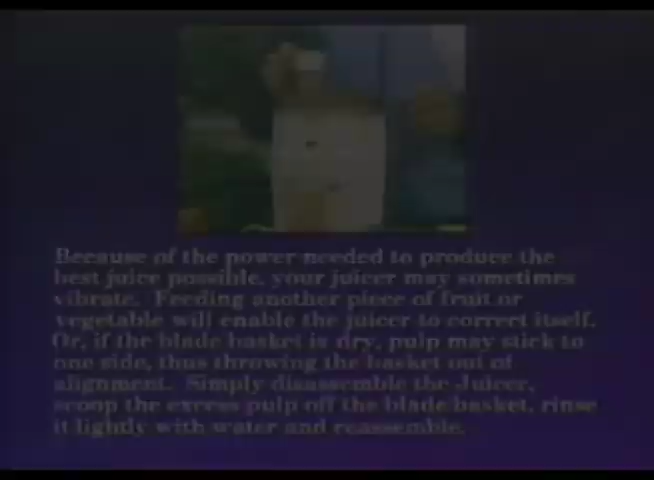 Because of the power needed to produce the
best juice possible, your juicer may sometimes
vibrate.  Feeding another piece of fruit or
vegetable will enable the juicer to correct itself.
Or, if the blade basket is dry, pulp may stick to
one side, thus throwing the basket out of
alignment.  Simply disassemble the Juicer,
scoop the excess pulp off the blade basket, rinse
it lightly with water and reassemble.